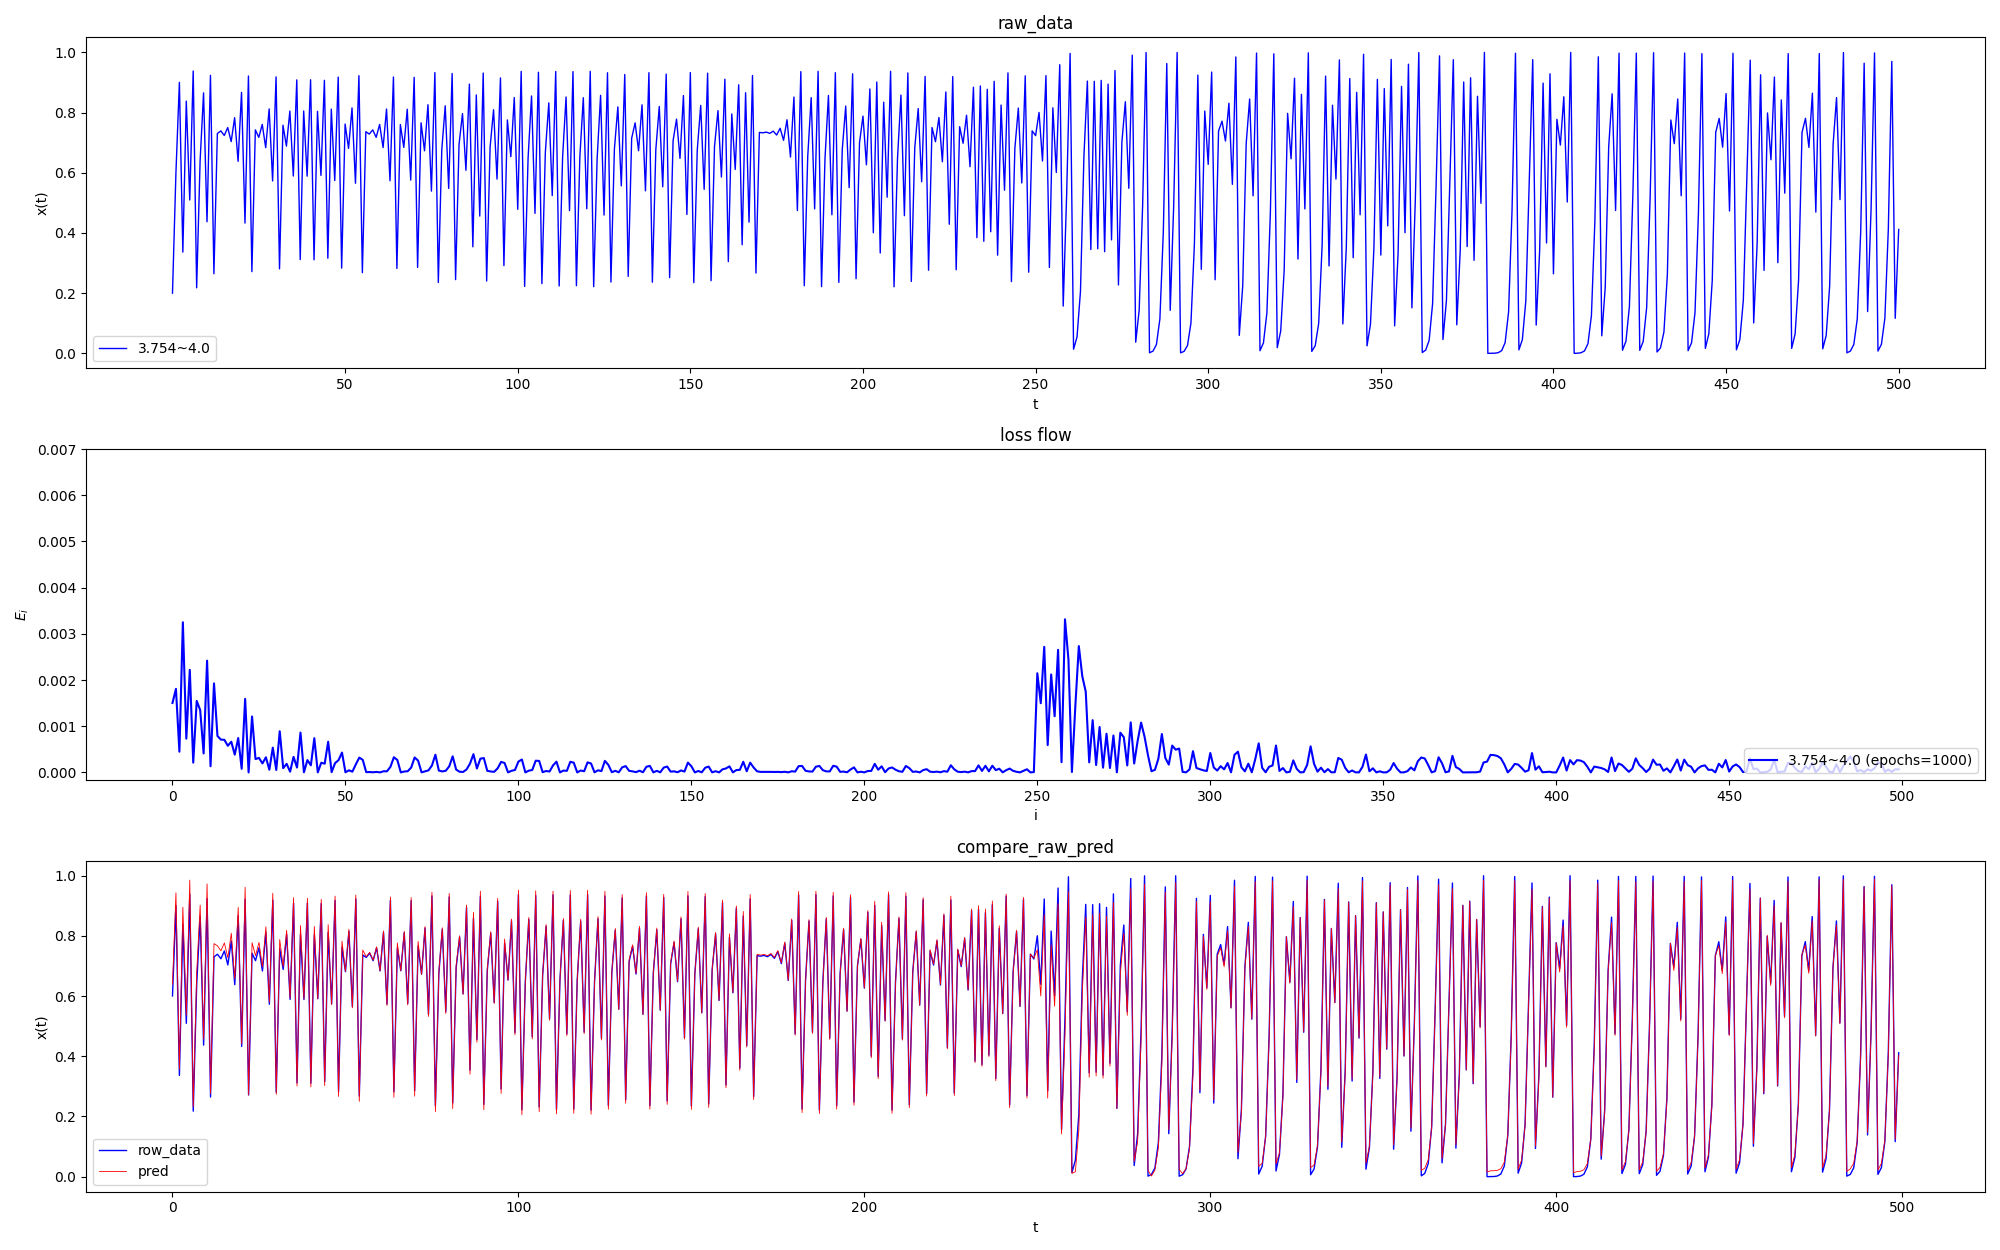 raw_data
1.0
0.8
0.6
0.4
0.2
0.0
x(t)
3.754~4.0
50 100 150 200 250 300 350 400 450 500
t
loss flow
0.007
0.006
0.005
0.004
0.003
0.002
0.001
0.000
E_i
3.754~4.0 (epochs=1000)
0 50 100 150 200 250 300 350 400 450 500
i
compare_raw_pred
1.0
0.8
0.6
0.4
0.2
0.0
x(t)
row_data
pred
0 100 200 300 400 500
t